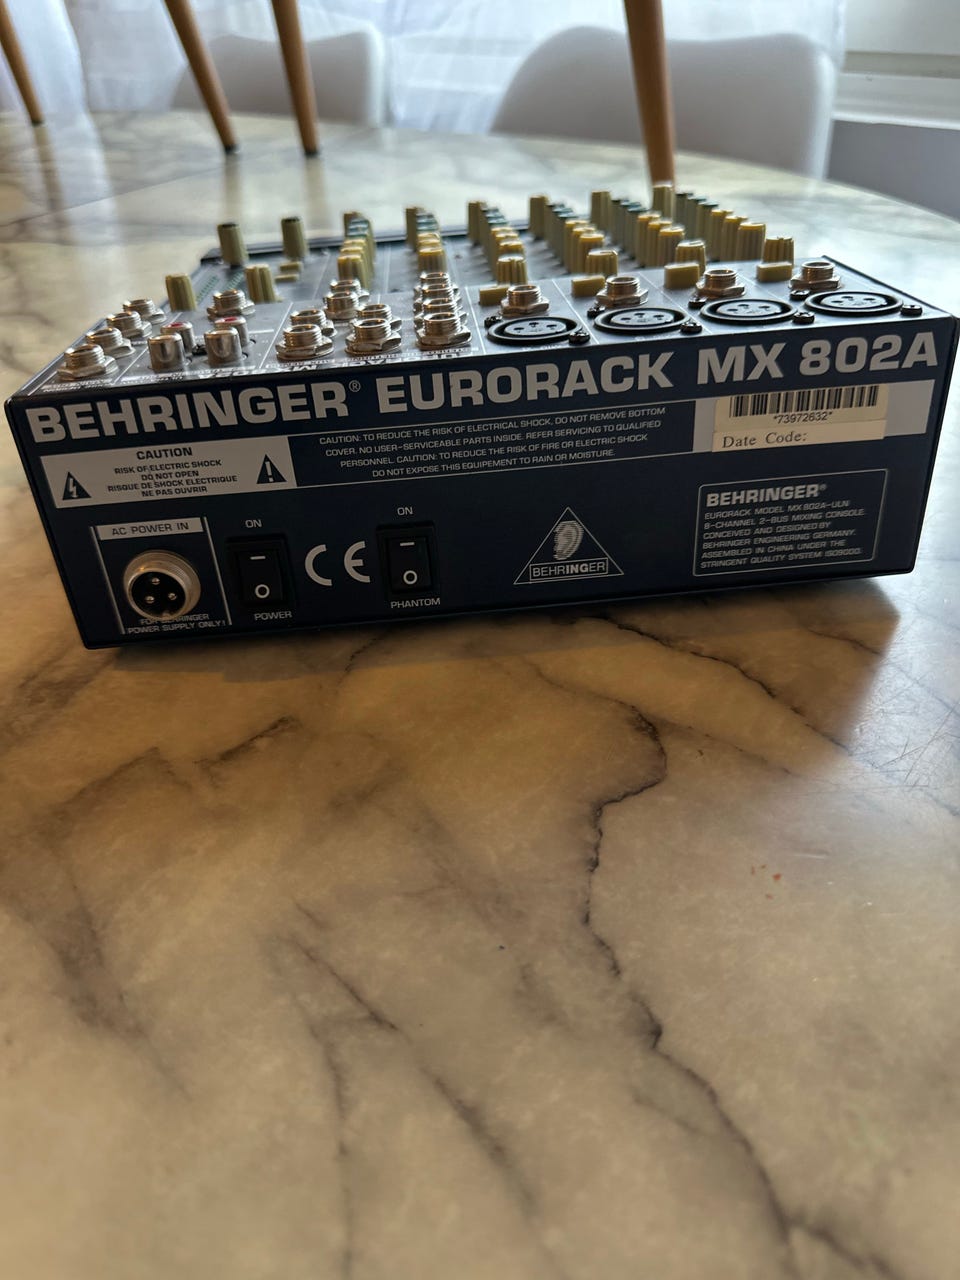 BEHRINGER® EURORACK MX 802A
CAUTION
RISK OF ELECTRIC SHOCK
DO NOT OPEN
RISQUE DE SHOCK ELECTRIQUE
NE PAS OUVRIR
CAUTION: TO REDUCE THE RISK OF ELECTRICAL SHOCK, DO NOT REMOVE BOTTOM
COVER. NO USER-SERVICEABLE PARTS INSIDE. REFER SERVICING TO QUALIFIED
PERSONNEL. CAUTION: TO REDUCE THE RISK OF FIRE OR ELECTRIC SHOCK
DO NOT EXPOSE THIS EQUIPMENT TO RAIN OR MOISTURE.
*73972632*
Date Code:
AC POWER IN
FOR BEHRINGER
POWER SUPPLY ONLY!
ON
POWER
CE
ON
PHANTOM
BEHRINGER
BEHRINGER®
EURORACK MODEL MX 802A-ULN
8-CHANNEL 2-BUS MIXING CONSOLE.
CONCEIVED AND DESIGNED BY
BEHRINGER ENGINEERING GERMANY.
ASSEMBLED IN CHINA UNDER THE
STRINGENT QUALITY SYSTEM ISO9000.